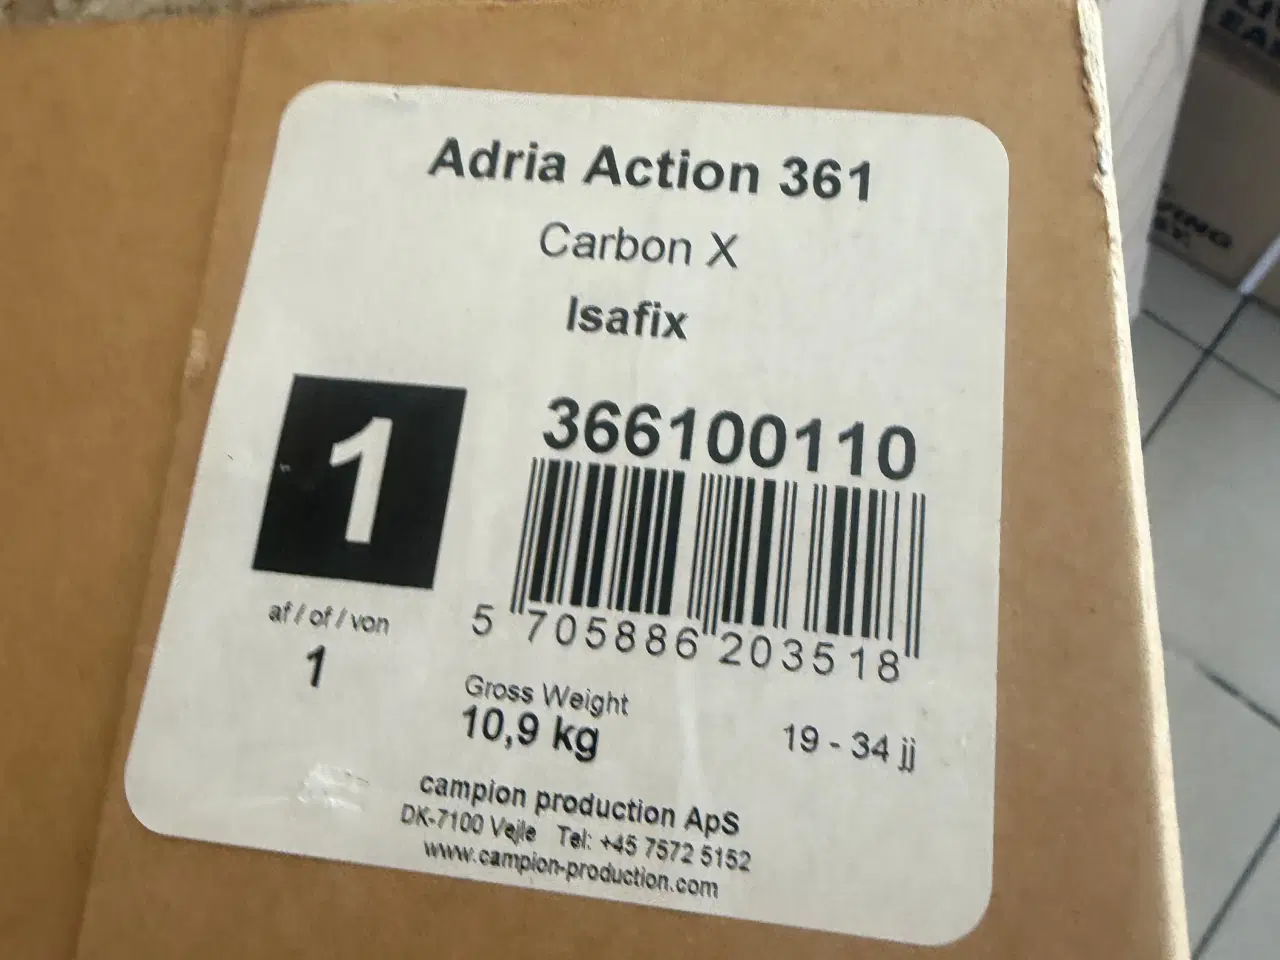 Adria Action 361
Carbon X
Isafix
1
af / of / von
1
366100110
5 705886 203518
Gross Weight
10,9 kg
19 - 34 jj
campion production ApS
DK-7100 Vejle Tel: +45 7572 5152
www.campion-production.com
VING